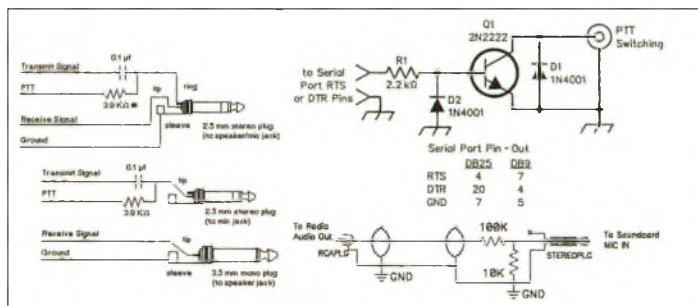 0.1 µf
Transmit Signal
PTT
3.9 KΩ
tip
ring
Receive Signal
Ground
sleeve
2.5 mm stereo plug
(to speaker/mic jack)
0.1 µf
Transmit Signal
tip
PTT
3.9 KΩ
2.5 mm stereo plug
(to mic jack)
Receive Signal
tip
Ground
sleeve
3.5 mm mono plug
(to speaker jack)
Q1
2N2222
PTT
Switching
to Serial
Port RTS
or DTR Pins
R1
2.2 kΩ
D1
1N4001
D2
1N4001
Serial Port Pin-Out
DB25 DB9
RTS 4 7
DTR 20 4
GND 7 5
To Radio
Audio Out
RCAPLG
GND
100K
10K
GND
STEREOPLG
To Soundcard
MIC IN